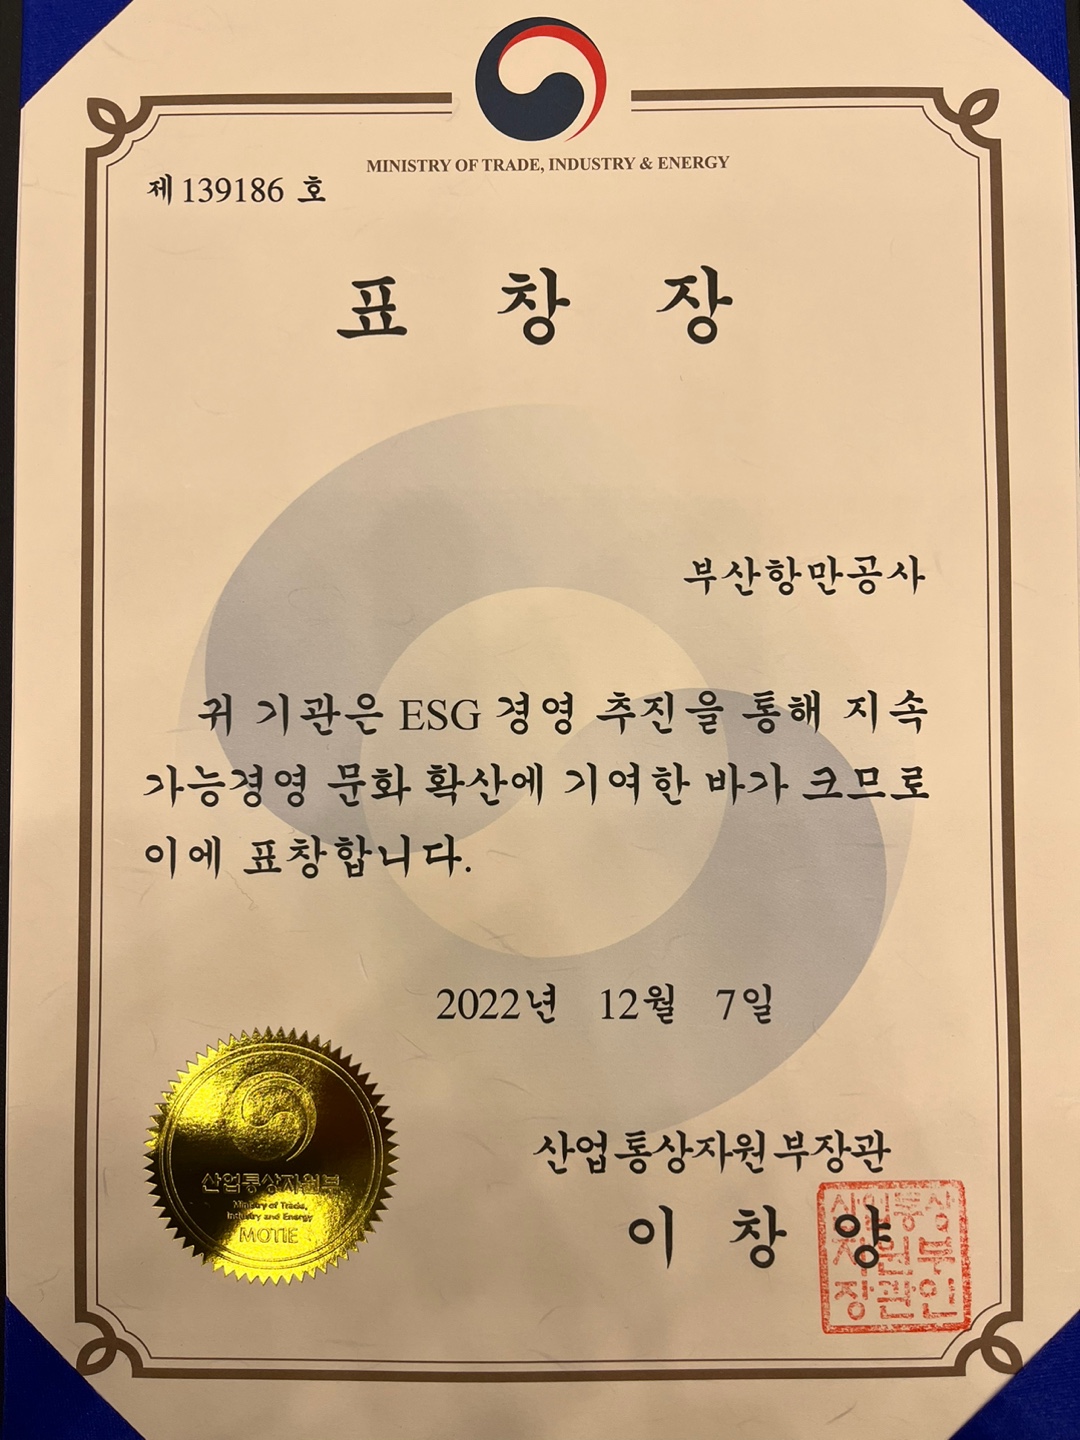 MINISTRY OF TRADE, INDUSTRY & ENERGY
제 139186 호
표 창 장
부산항만공사
귀 기관은 ESG 경영 추진을 통해 지속
가능경영 문화 확산에 기여한 바가 크므로
이에 표창합니다.
2022년 12월 7일
산업통상자원부장관
이 창 양
산업통상
자원부
장관인
산업통상자원부
Ministry of Trade,
Industry and Energy
MOTIE